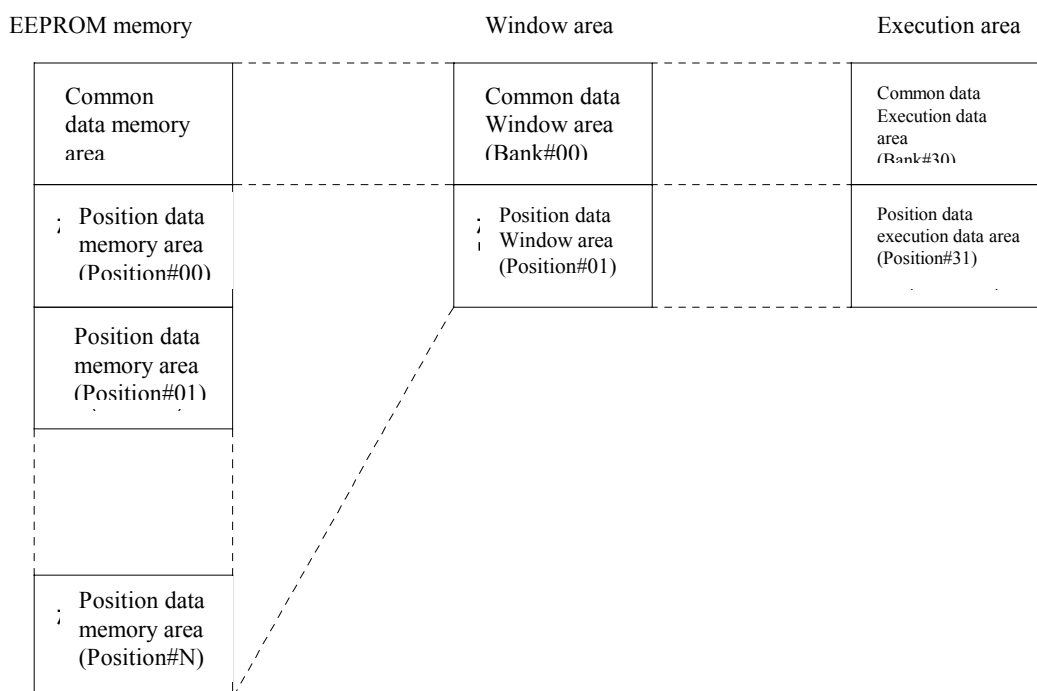 EEPROM memory
Window area
Execution area
Common
data memory
area
Common data
Window area
(Bank#00)
Common data
Execution data
area
(Bank#30)
Position data
memory area
(Position#00)
Position data
Window area
(Position#01)
Position data
execution data area
(Position#31)
Position data
memory area
(Position#01)
Position data
memory area
(Position#N)